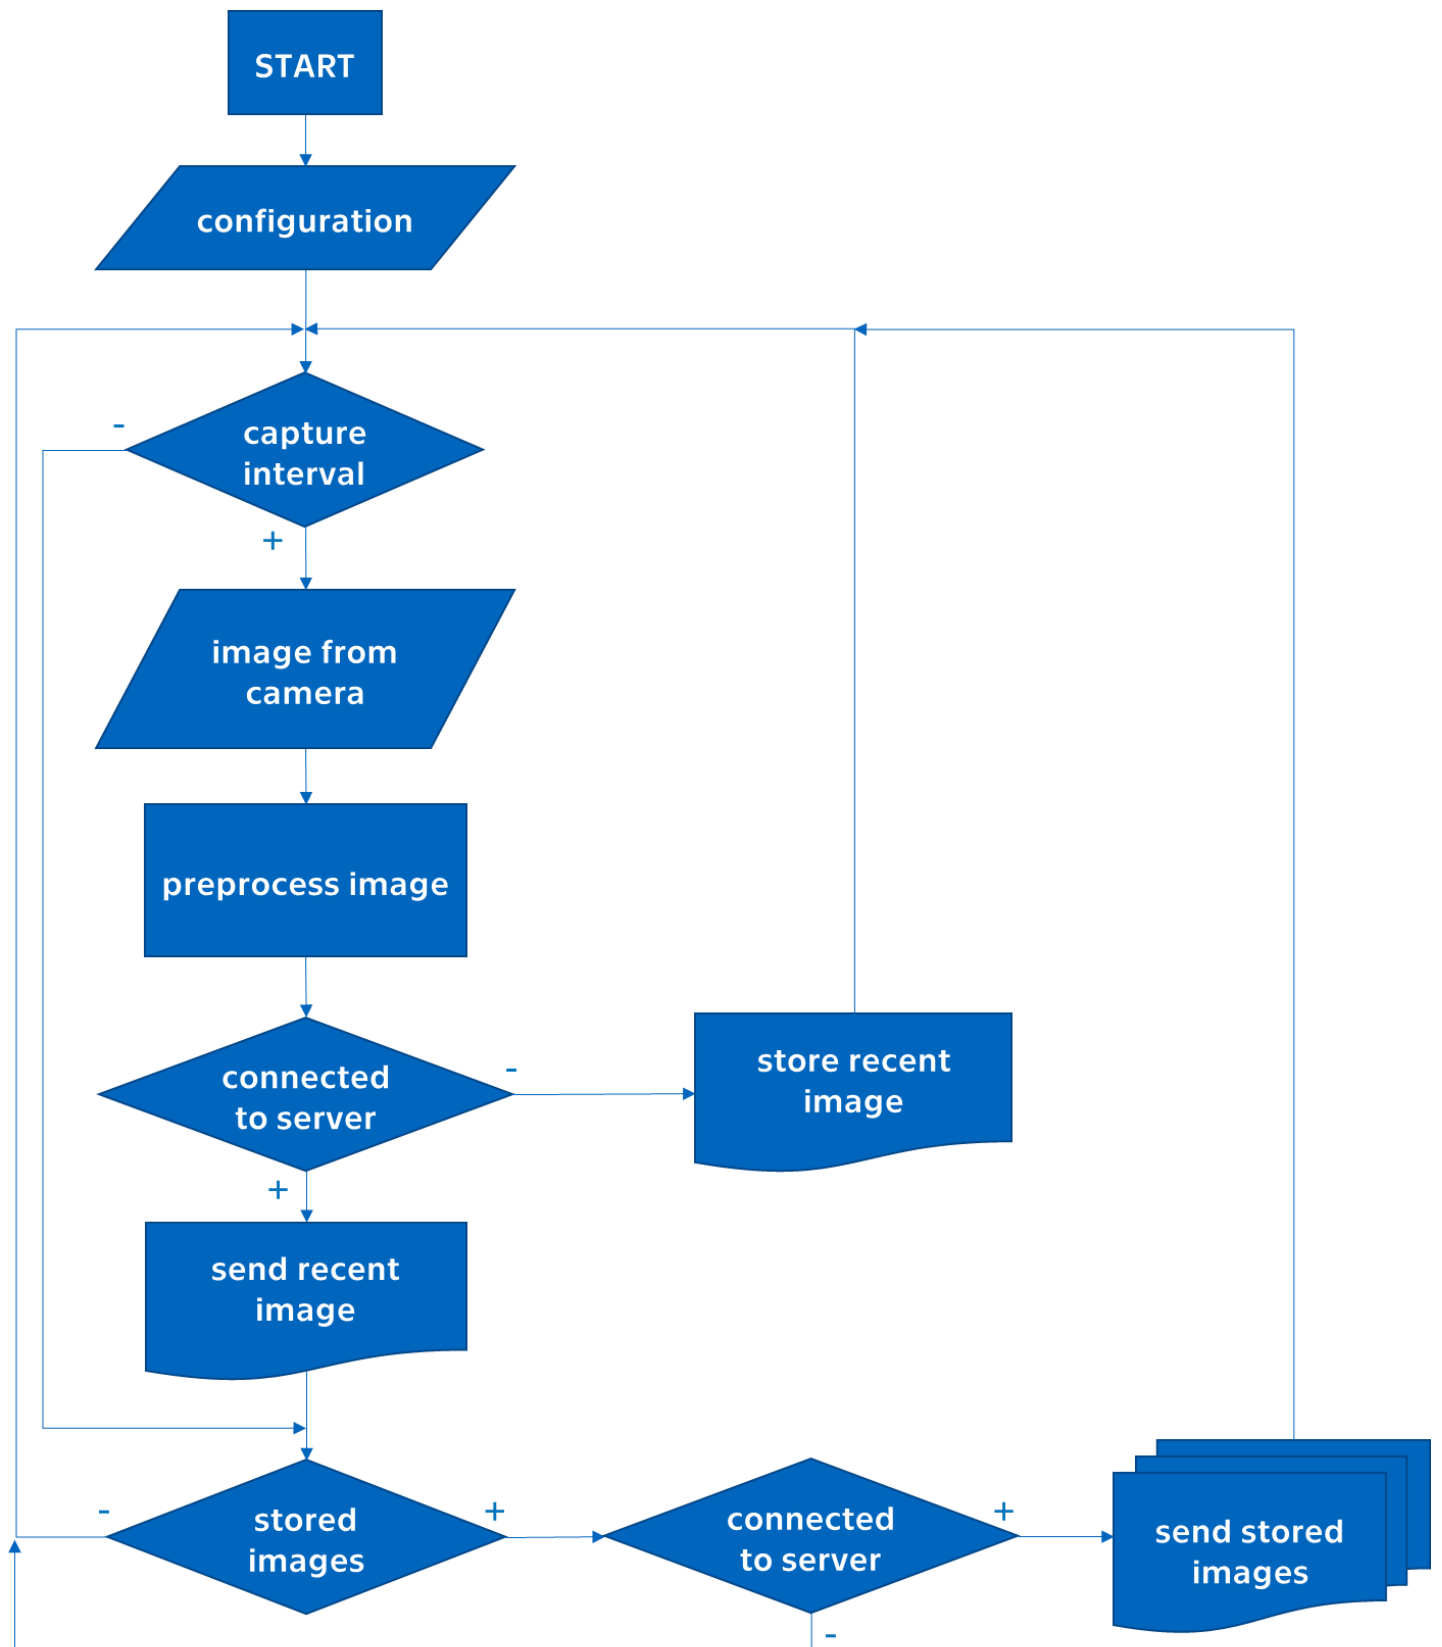 START
configuration
-
capture
interval
+
image from
camera
preprocess image
connected
to server
-
store recent
image
+
send recent
image
-
stored
images
+
connected
to server
+
send stored
images
-